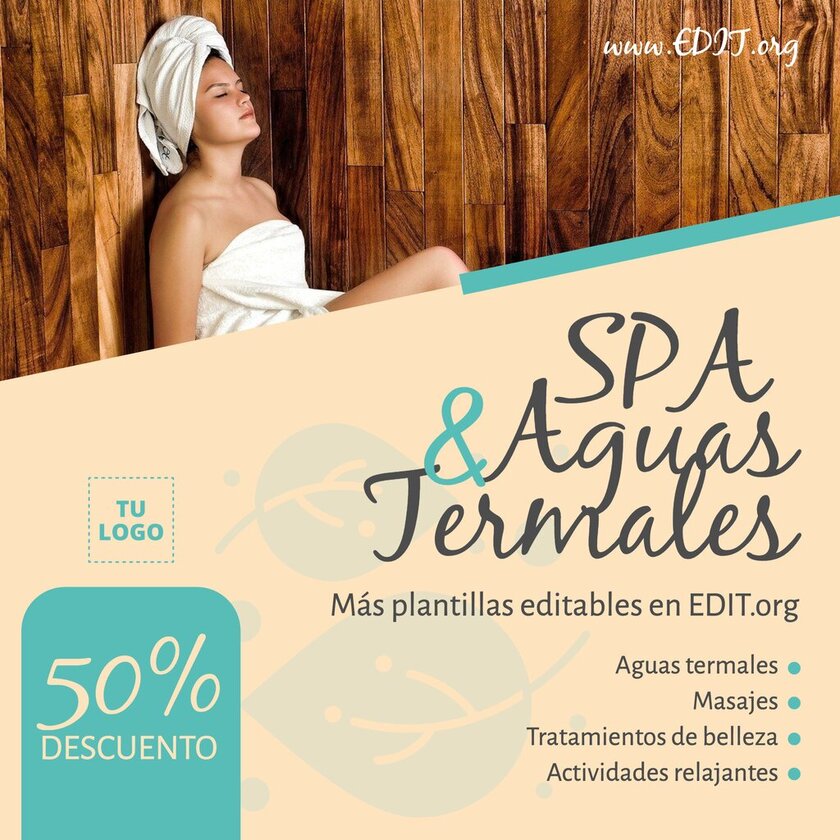 www.EDIT.org
SPA
&Aguas
Termales
Más plantillas editables en EDIT.org
Aguas termales
Masajes
Tratamientos de belleza
Actividades relajantes
TU
LOGO
50%
DESCUENTO